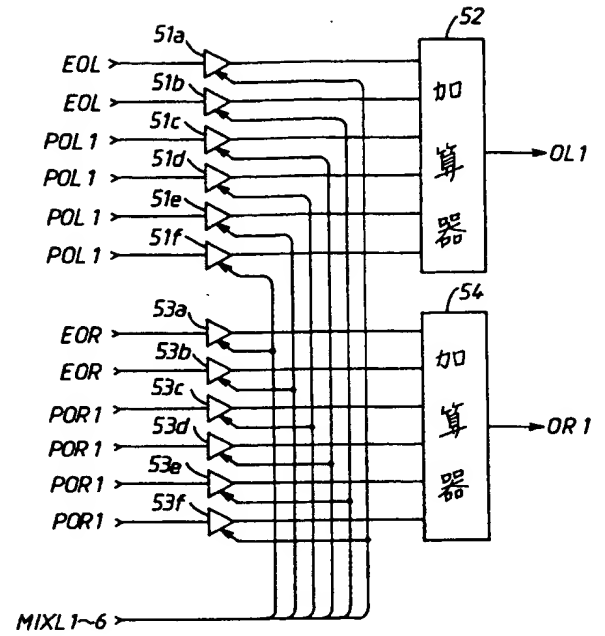 52
51a
EOL
51b
EOL
51c
POL 1
51d
POL 1
51e
POL 1
51f
POL 1
加算器
OL1
54
53a
EOR
53b
EOR
53c
POR1
53d
POR1
53e
POR1
53f
POR1
加算器
OR 1
MIXL 1~6